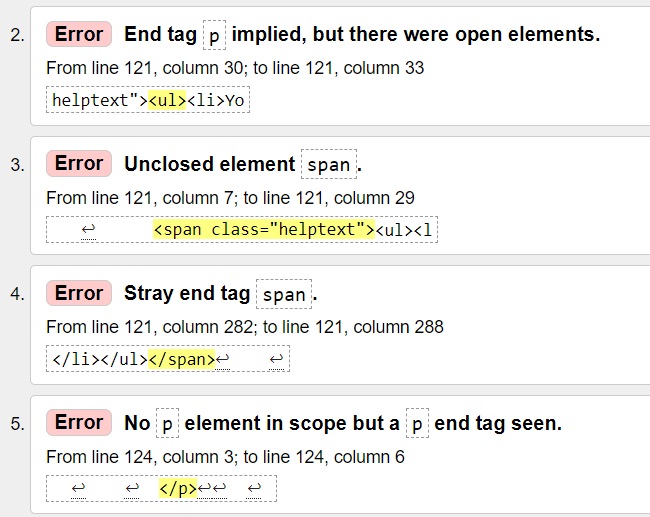 2. Error End tag p implied, but there were open elements.
From line 121, column 30; to line 121, column 33
helptext"><ul><li>Yo
3. Error Unclosed element span.
From line 121, column 7; to line 121, column 29
↩ <span class="helptext"><ul><l
4. Error Stray end tag span.
From line 121, column 282; to line 121, column 288
</li></ul></span>↩ ↩
5. Error No p element in scope but a p end tag seen.
From line 124, column 3; to line 124, column 6
↩ ↩ </p>↩↩ ↩